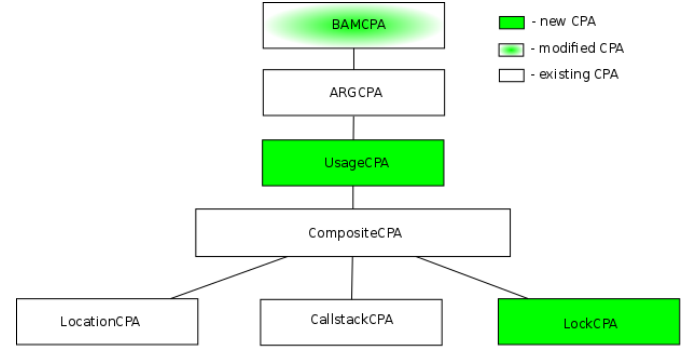 BAMCPA
- new CPA
- modified CPA
ARGCPA
- existing CPA
UsageCPA
CompositeCPA
LocationCPA
CallstackCPA
LockCPA